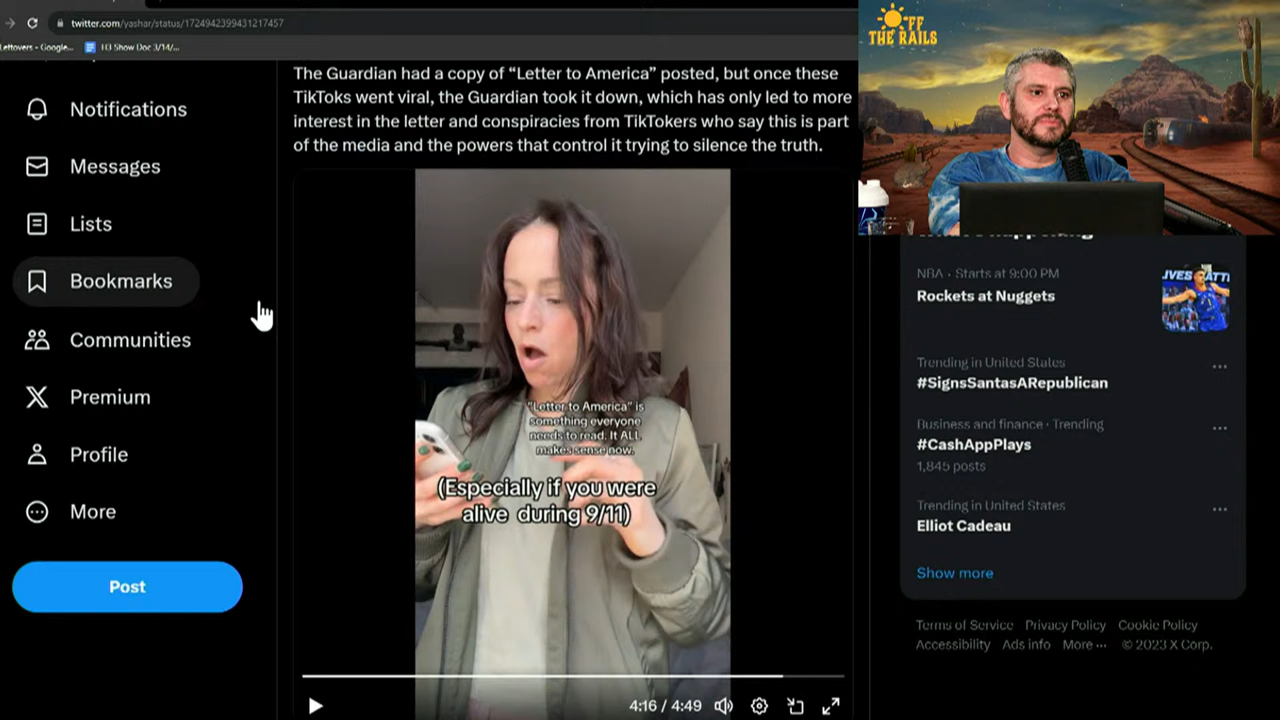 twitter.com/yashar/status/1724942399431217457
Leftovers - Google...
H3 Show Doc 3/14/...
OFF
THE RAILS
The Guardian had a copy of “Letter to America” posted, but once these
TikToks went viral, the Guardian took it down, which has only led to more
interest in the letter and conspiracies from TikTokers who say this is part
of the media and the powers that control it trying to silence the truth.
Notifications
Messages
Lists
Bookmarks
Communities
Premium
Profile
More
Post
"Letter to America" is
something everyone
needs to read. It ALL
makes sense now.
(Especially if you were
alive during 9/11)
4:16 / 4:49
NBA · Starts at 9:00 PM
Rockets at Nuggets
Trending in United States
#SignsSantasARepublican
Business and finance · Trending
#CashAppPlays
1,845 posts
Trending in United States
Elliot Cadeau
Show more
Terms of Service Privacy Policy Cookie Policy
Accessibility Ads info More ··· © 2023 X Corp.